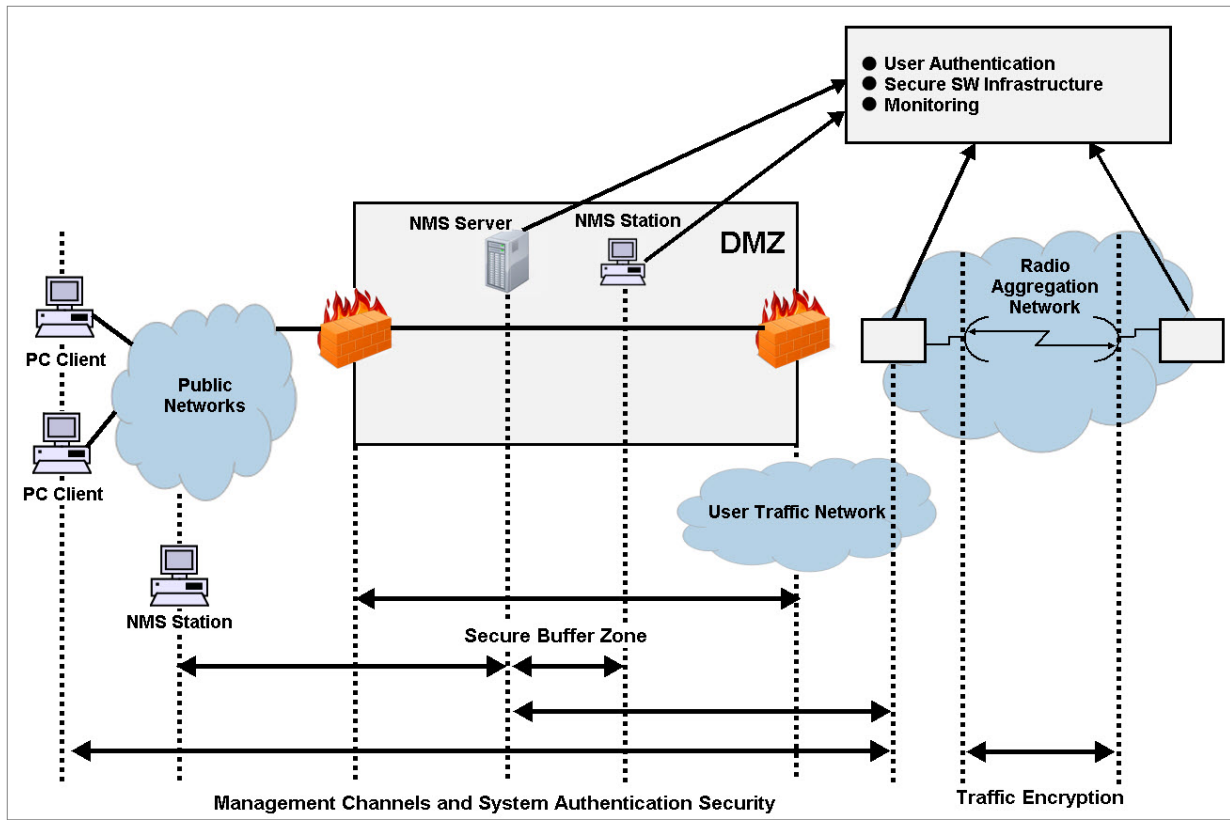 ● User Authentication
● Secure SW Infrastructure
● Monitoring
NMS Server
NMS Station
DMZ
Radio
Aggregation
Network
PC Client
Public
Networks
PC Client
User Traffic Network
NMS Station
Secure Buffer Zone
Management Channels and System Authentication Security
Traffic Encryption